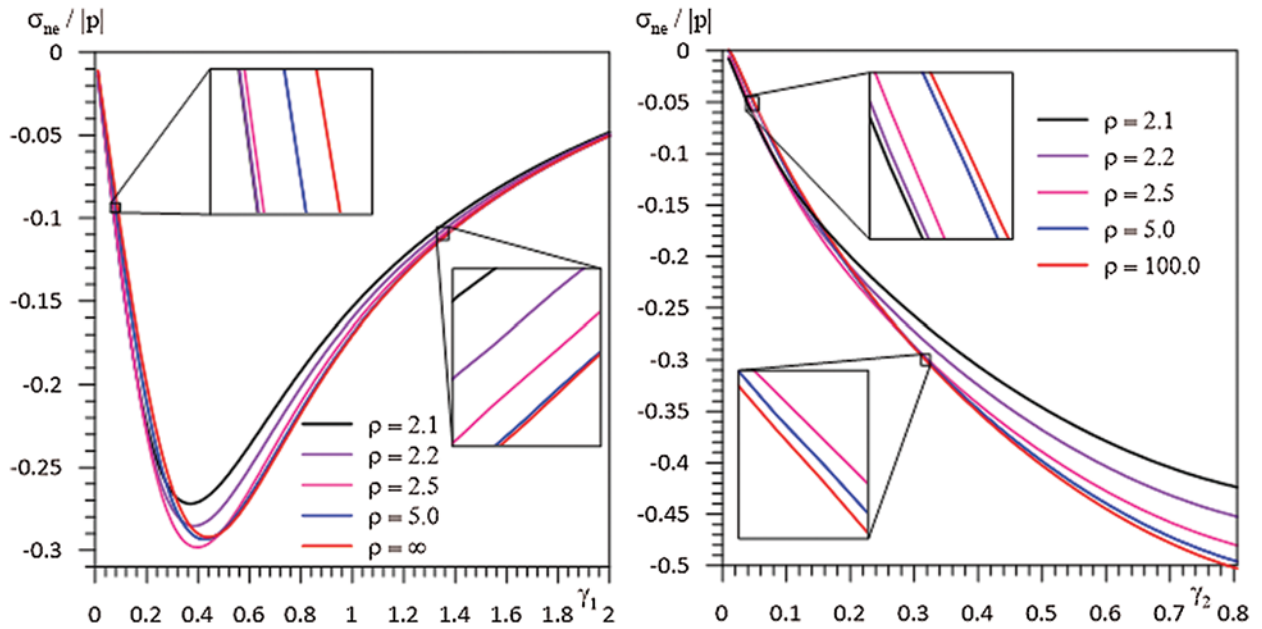 σne / |p|
0
-0.05
-0.1
-0.15
-0.2
-0.25
-0.3
ρ = 2.1
ρ = 2.2
ρ = 2.5
ρ = 5.0
ρ = ∞
0 0.2 0.4 0.6 0.8 1 1.2 1.4 1.6 1.8 2
γ1
σne / |p|
0
-0.05
-0.1
-0.15
-0.2
-0.25
-0.3
-0.35
-0.4
-0.45
-0.5
ρ = 2.1
ρ = 2.2
ρ = 2.5
ρ = 5.0
ρ = 100.0
0 0.1 0.2 0.3 0.4 0.5 0.6 0.7 0.8
γ2